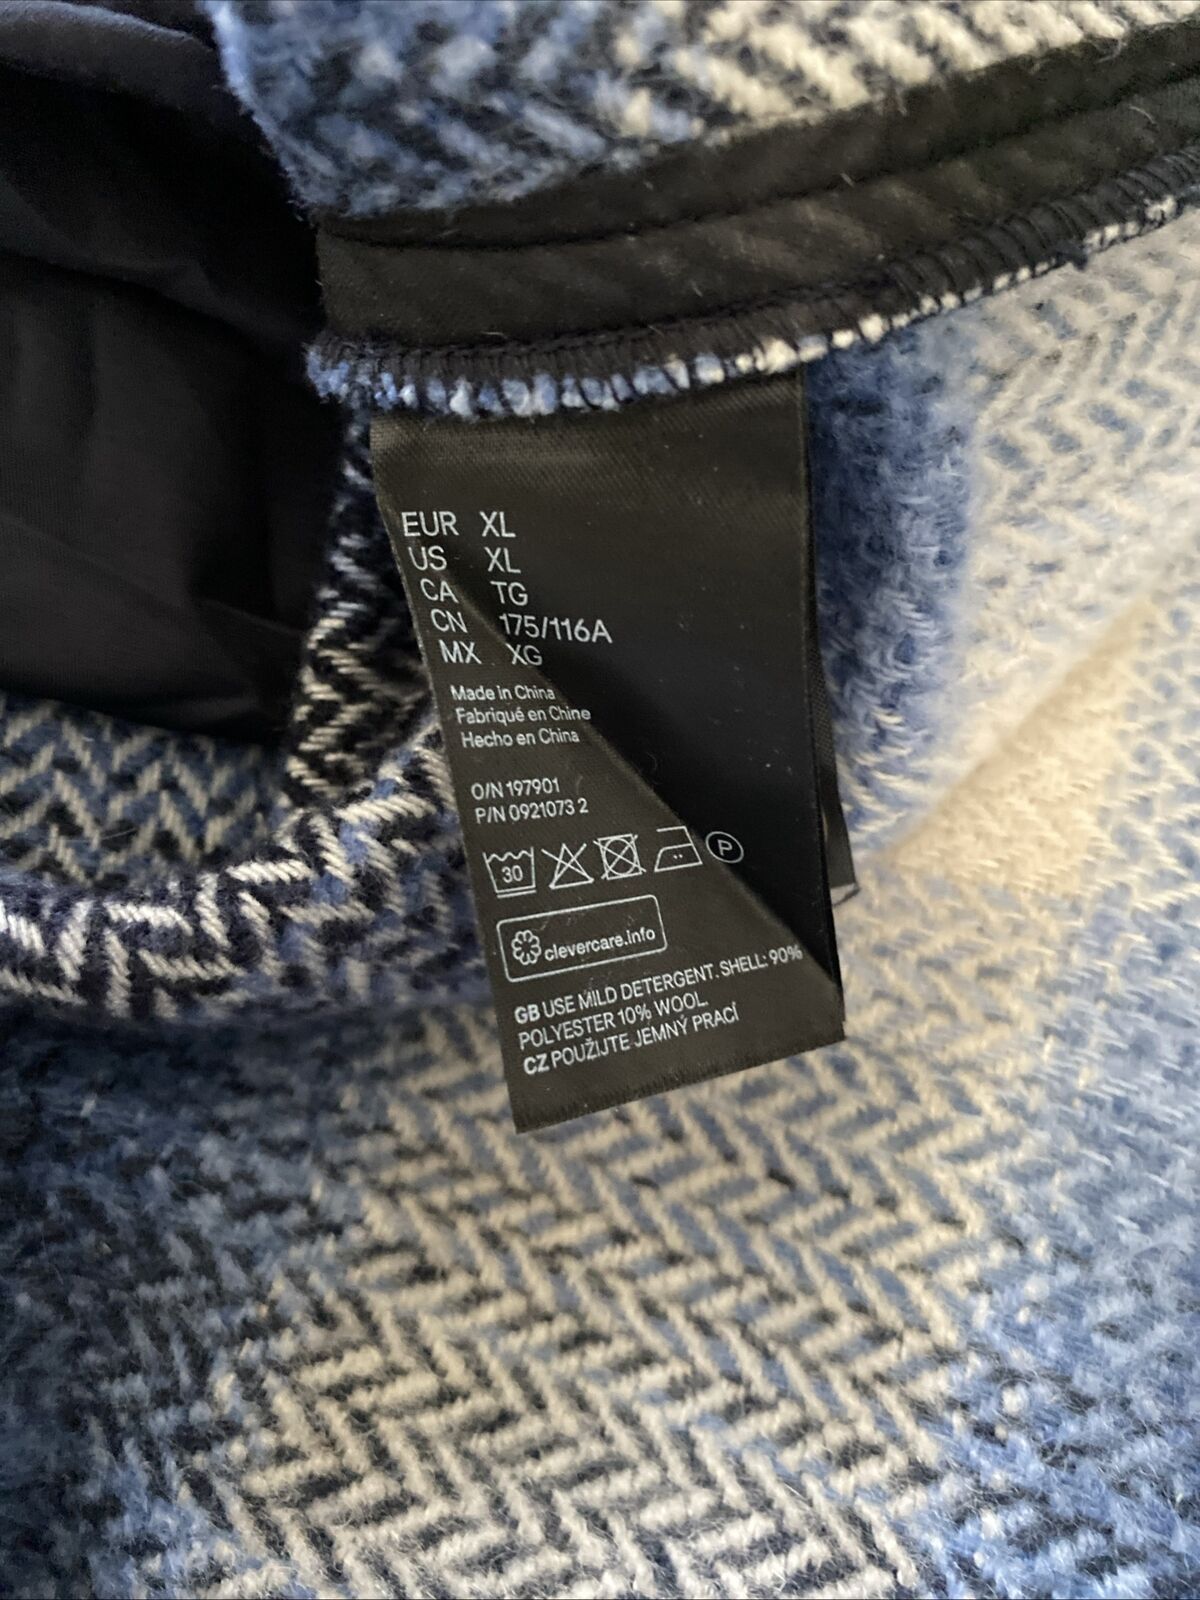 EUR XL
US XL
CA TG
CN 175/116A
MX XG
Made in China
Fabriqué en Chine
Hecho en China
O/N 197901
P/N 0921073 2
30 P
clevercare.info
GB USE MILD DETERGENT. SHELL: 90%
POLYESTER 10% WOOL
CZ POUŽIJTE JEMNÝ PRACÍ